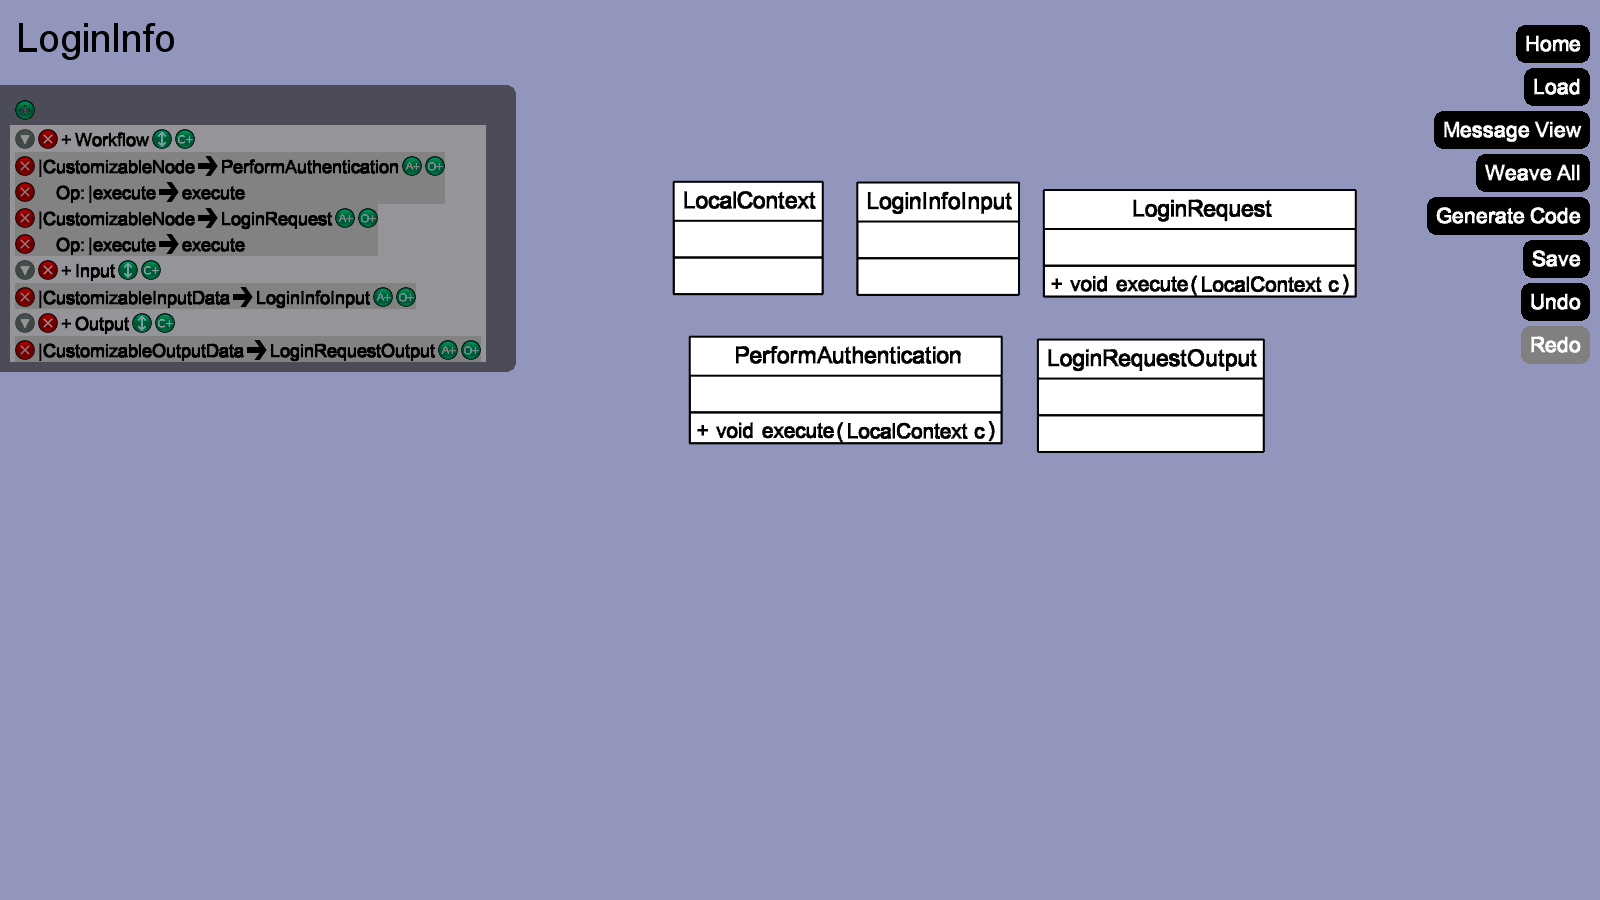 LoginInfo
+ Workflow C+
|CustomizableNode➔PerformAuthentication A+ O+
Op: |execute➔execute
|CustomizableNode➔LoginRequest A+ O+
Op: |execute➔execute
+ Input C+
|CustomizableInputData➔LoginInfoInput A+ O+
+ Output C+
|CustomizableOutputData➔LoginRequestOutput A+ O+
LocalContext
LoginInfoInput
LoginRequest
+ void execute(LocalContext c)
PerformAuthentication
+ void execute(LocalContext c)
LoginRequestOutput
Home
Load
Message View
Weave All
Generate Code
Save
Undo
Redo